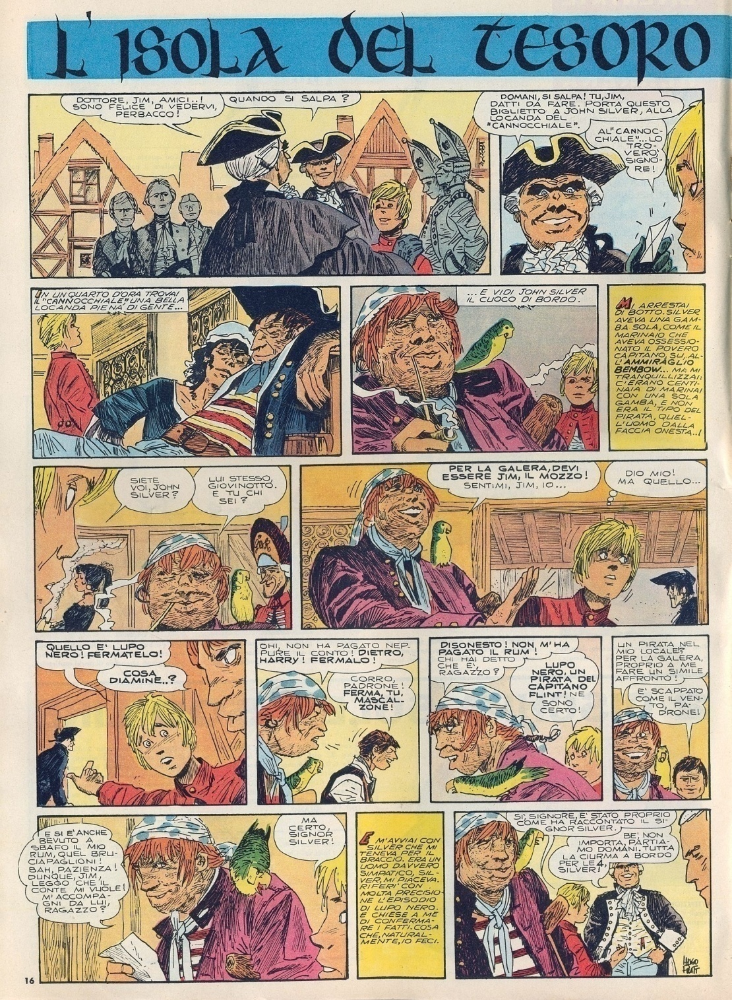 L'ISOLA DEL TESORO
DOTTORE, JIM, AMICI..!
SONO FELICE DI VEDERVI,
PERBACCO!
QUANDO SI SALPA?
DOMANI, SI SALPA! TU, JIM,
DATTI DA FARE. PORTA QUESTO
BIGLIETTO A JOHN SILVER, ALLA
LOCANDA DEL
"CANNOCCHIALE".
AL "CANNOC-
CHIALE"... LO
TRO-
VERO,
SIGNO-
RE!
IN UN QUARTO D'ORA TROVAI
IL "CANNOCCHIALE" UNA BELLA
LOCANDA PIENA DI GENTE...
...E VIDI JOHN SILVER
IL CUOCO DI BORDO.
MI ARRESTAI
DI BOTTO. SILVER
AVEVA UNA GAM-
BA SOLA, COME IL
MARINAIO CHE
AVEVA OSSESSIO-
NATO IL POVERO
CAPITANO, SU, AL-
L'AMMIRAGLIO
BEMBOW... MA MI
TRANQUILLIZZAI:
C'ERANO CENTI-
NAIA DI MARINAI
CON UNA SOLA
GAMBA, E NON
ERA IL TIPO DEL
PIRATA, QUEL-
L'UOMO DALLA
FACCIA ONESTA..!
SIETE
VOI, JOHN
SILVER?
LUI STESSO,
GIOVINOTTO.
E TU CHI
SEI?
PER LA GALERA, DEVI
ESSERE JIM, IL MOZZO!
SENTIMI, JIM, IO...
DIO MIO!
MA QUELLO...
QUELLO E' LUPO
NERO! FERMATELO!
COSA
DIAMINE..?
OHI, NON HA PAGATO NEP-
PURE IL CONTO! DIETRO,
HARRY! FERMALO!
CORRO,
PADRONE!
FERMA, TU,
MASCAL-
ZONE!
DISONESTO! NON M'HA
PAGATO IL RUM!
CHI HAI DETTO
CHE E',
RAGAZZO?
LUPO
NERO, UN
PIRATA DEL
CAPITANO
FLINT! NE
SONO
CERTO!
UN PIRATA NEL
MIO LOCALE?
PER LA GALERA,
PROPRIO A ME
FARE UN SIMILE
AFFRONTO!
E' SCAPPATO
COME IL VEN-
TO, PA-
DRONE!
E SI E' ANCHE
BEVUTO A
SBAFO IL MIO
RUM, QUEL BRU-
CIAPAGLIONI!
BAH, PAZIENZA!
DUNQUE, JIM,
LEGGO CHE IL
CONTE MI VUOLE!
M'ACCOMPA-
GNI DA LUI,
RAGAZZO?
MA
CERTO,
SIGNOR
SILVER!
E M'AVVIAI CON
SILVER CHE MI
TENEVA PER IL
BRACCIO. ERA UN
UOMO DAVVERO
SIMPATICO, SIL-
VER, MI PIACEVA.
RIFERI' CON
MOLTA PRECISIO-
NE L'EPISODIO
DI LUPO NERO.
E CHIESE A ME
DI CONFERMA-
RE I FATTI. COSA
CHE, NATURAL-
MENTE, IO FECI.
SI', SIGNORE, E' STATO PROPRIO
COME HA RACCONTATO IL SI-
GNOR SILVER.
BE', NON
IMPORTA, PARTIA-
MO DOMANI. TUTTA
LA CIURMA A BORDO
PER LE 4,
SILVER!
HUGO
PRATT
16